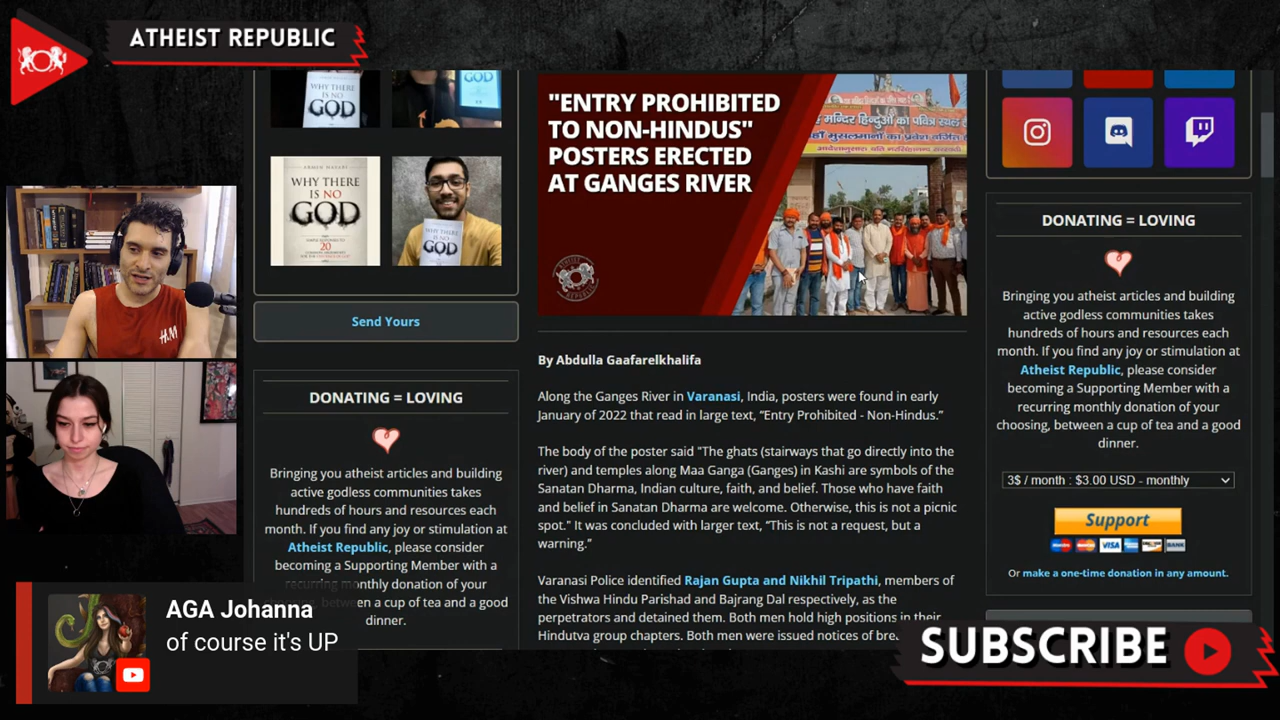 ATHEIST REPUBLIC
WHY THERE
IS NO
GOD
WHY THERE
IS NO
GOD
WHY THERE
IS NO
GOD
Send Yours
DONATING = LOVING
Bringing you atheist articles and building
active godless communities takes
hundreds of hours and resources each
month. If you find any joy or stimulation at
Atheist Republic, please consider
becoming a Supporting Member with a
recurring monthly donation of your
choosing, between a cup of tea and a good
dinner.
AGA Johanna
of course it's UP
"ENTRY PROHIBITED
TO NON-HINDUS"
POSTERS ERECTED
AT GANGES RIVER
By Abdulla Gaafarelkhalifa
Along the Ganges River in Varanasi, India, posters were found in early
January of 2022 that read in large text, “Entry Prohibited - Non-Hindus.”
The body of the poster said "The ghats (stairways that go directly into the
river) and temples along Maa Ganga (Ganges) in Kashi are symbols of the
Sanatan Dharma, Indian culture, faith, and belief. Those who have faith
and belief in Sanatan Dharma are welcome. Otherwise, this is not a picnic
spot.” It was concluded with larger text, “This is not a request, but a
warning.”
Varanasi Police identified Rajan Gupta and Nikhil Tripathi, members of
the Vishwa Hindu Parishad and Bajrang Dal respectively, as the
perpetrators and detained them. Both men hold high positions in their
Hindutva group chapters. Both men were issued notices of
DONATING = LOVING
Bringing you atheist articles and building
active godless communities takes
hundreds of hours and resources each
month. If you find any joy or stimulation at
Atheist Republic, please consider
becoming a Supporting Member with a
recurring monthly donation of your
choosing, between a cup of tea and a good
dinner.
3$ / month : $3.00 USD - monthly
Support
VISA
BANK
Or make a one-time donation in any amount.
SUBSCRIBE